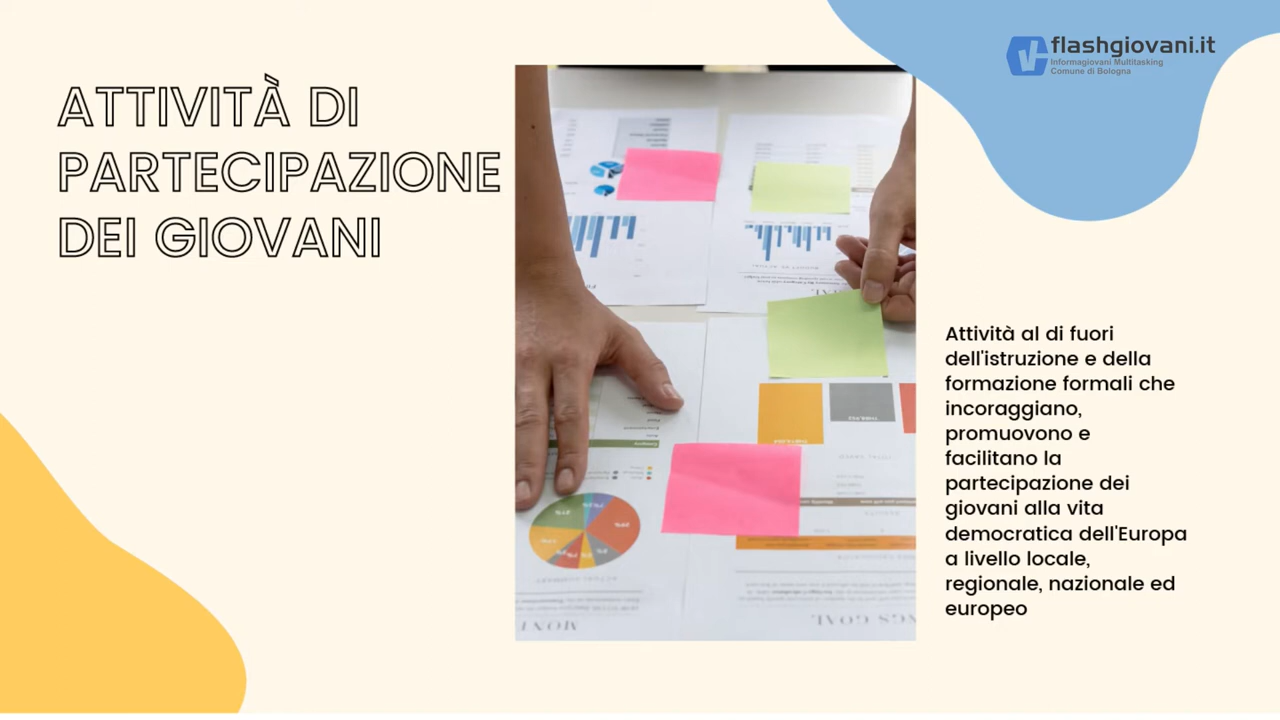 flashgiovani.it
Informagiovani Multitasking
Comune di Bologna
ATTIVITÀ DI
PARTECIPAZIONE
DEI GIOVANI
Attività al di fuori
dell'istruzione e della
formazione formali che
incoraggiano,
promuovono e
facilitano la
partecipazione dei
giovani alla vita
democratica dell'Europa
a livello locale,
regionale, nazionale ed
europeo